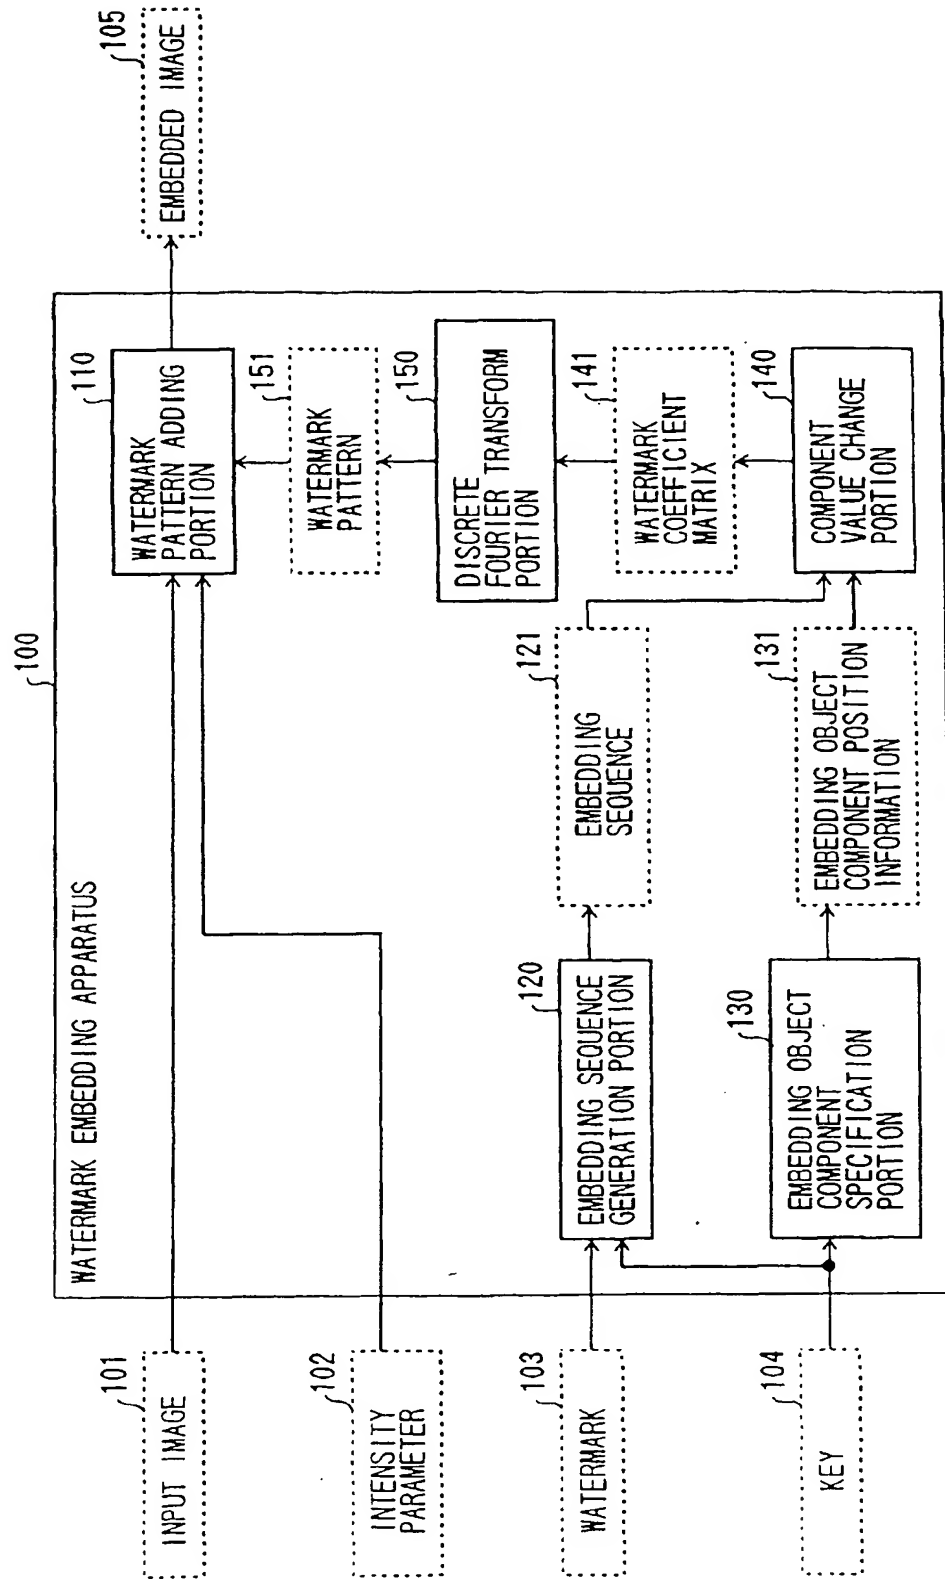 100
WATERMARK EMBEDDING APPARATUS
101
INPUT IMAGE
110
WATERMARK
PATTERN ADDING
PORTION
105
EMBEDDED IMAGE
102
INTENSITY
PARAMETER
151
WATERMARK
PATTERN
150
DISCRETE
FOURIER TRANSFORM
PORTION
103
WATERMARK
120
EMBEDDING SEQUENCE
GENERATION PORTION
121
EMBEDDING
SEQUENCE
141
WATERMARK
COEFFICIENT
MATRIX
104
KEY
130
EMBEDDING OBJECT
COMPONENT
SPECIFICATION
PORTION
131
EMBEDDING OBJECT
COMPONENT POSITION
INFORMATION
140
COMPONENT
VALUE CHANGE
PORTION